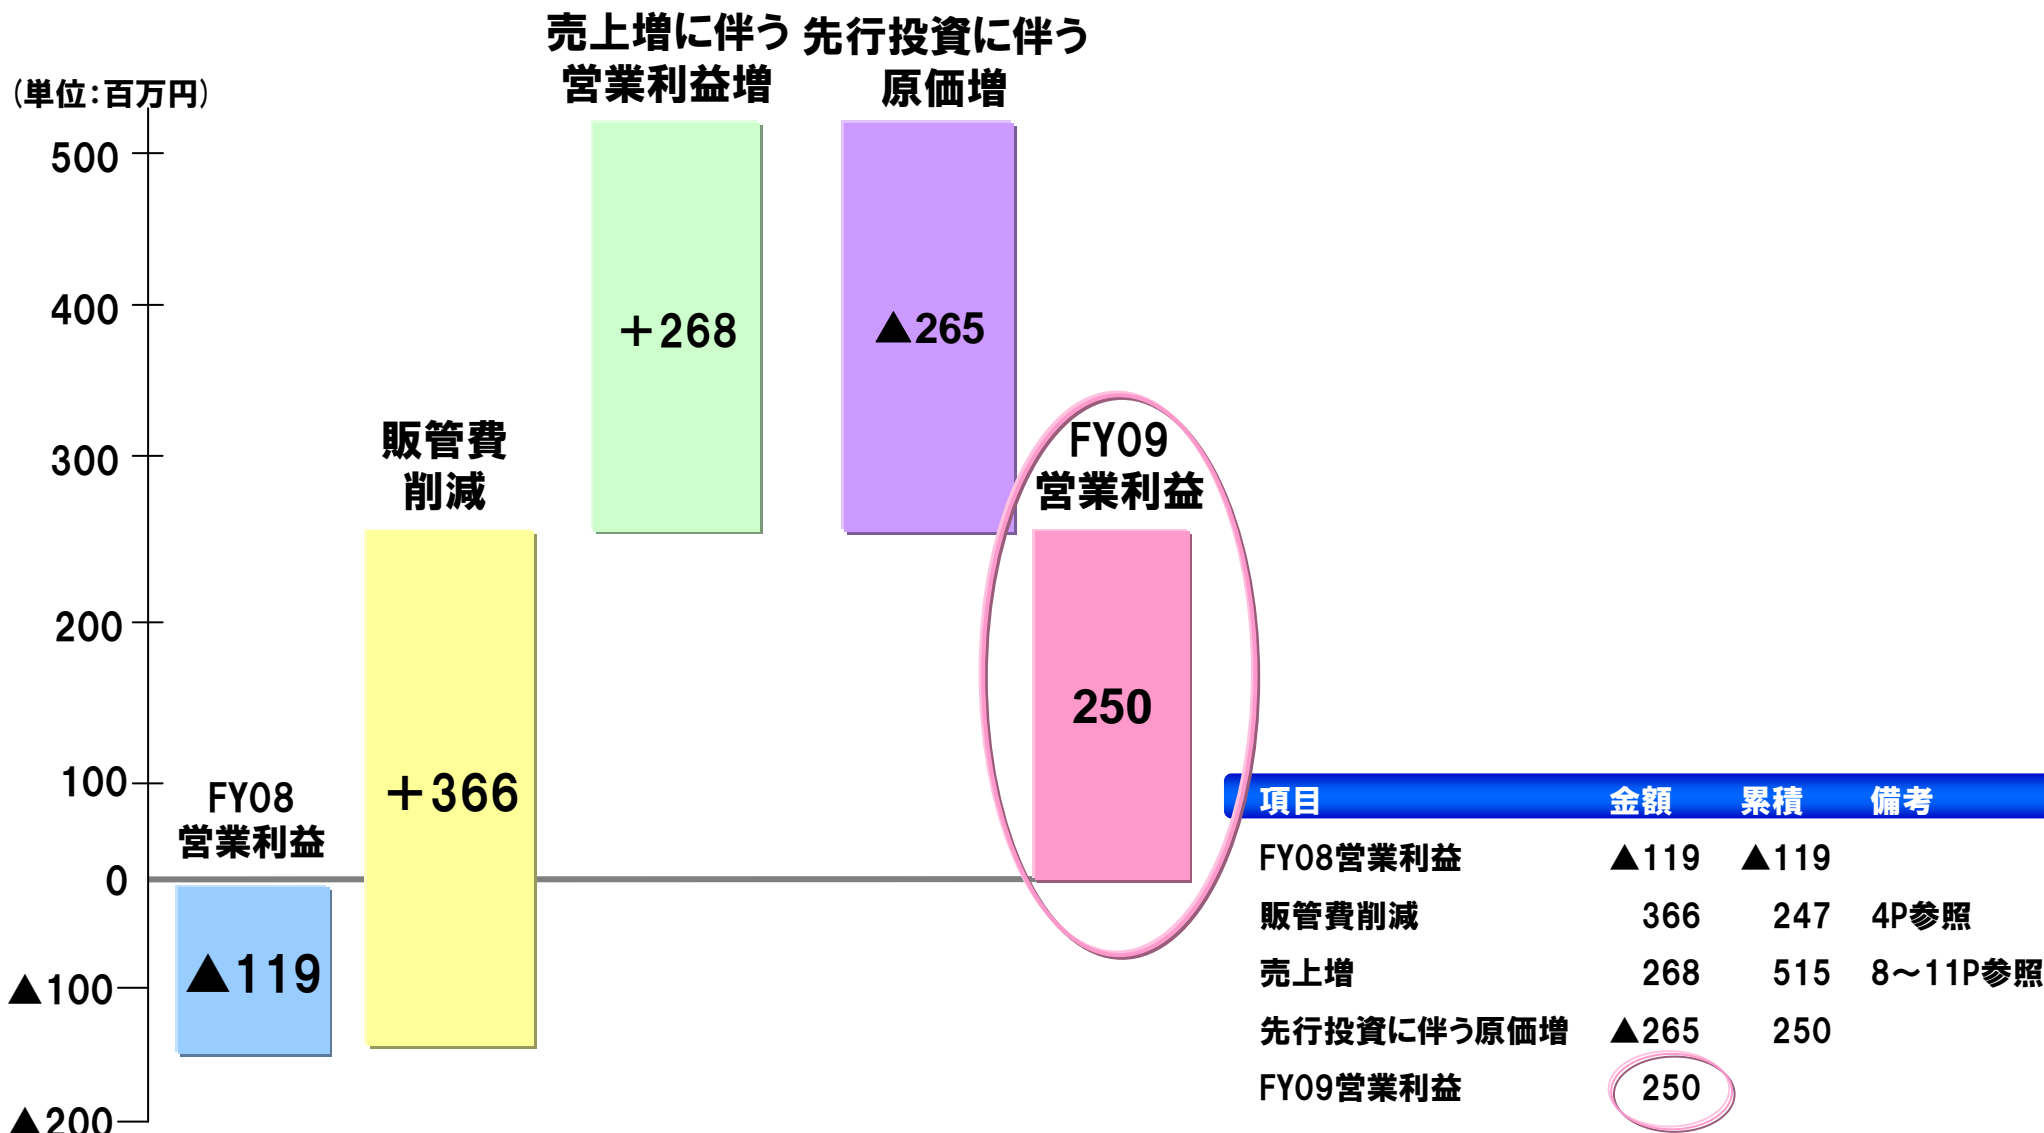 売上増に伴う
営業利益増
先行投資に伴う
原価増
(単位:百万円)
500
400
300
200
100
0
▲100
▲200
FY08
営業利益
▲119
販管費
削減
+366
+268
▲265
FY09
営業利益
250
項目 金額 累積 備考
FY08営業利益 ▲119 ▲119
販管費削減 366 247 4P参照
売上増 268 515 8～11P参照
先行投資に伴う原価増 ▲265 250
FY09営業利益 250